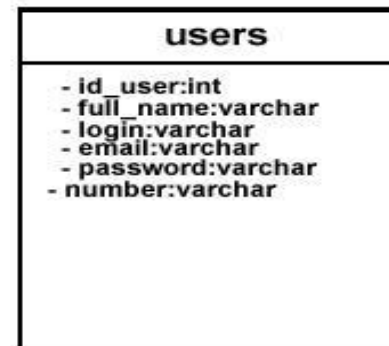 users
- id_user:int
- full_name:varchar
- login:varchar
- email:varchar
- password:varchar
- number:varchar